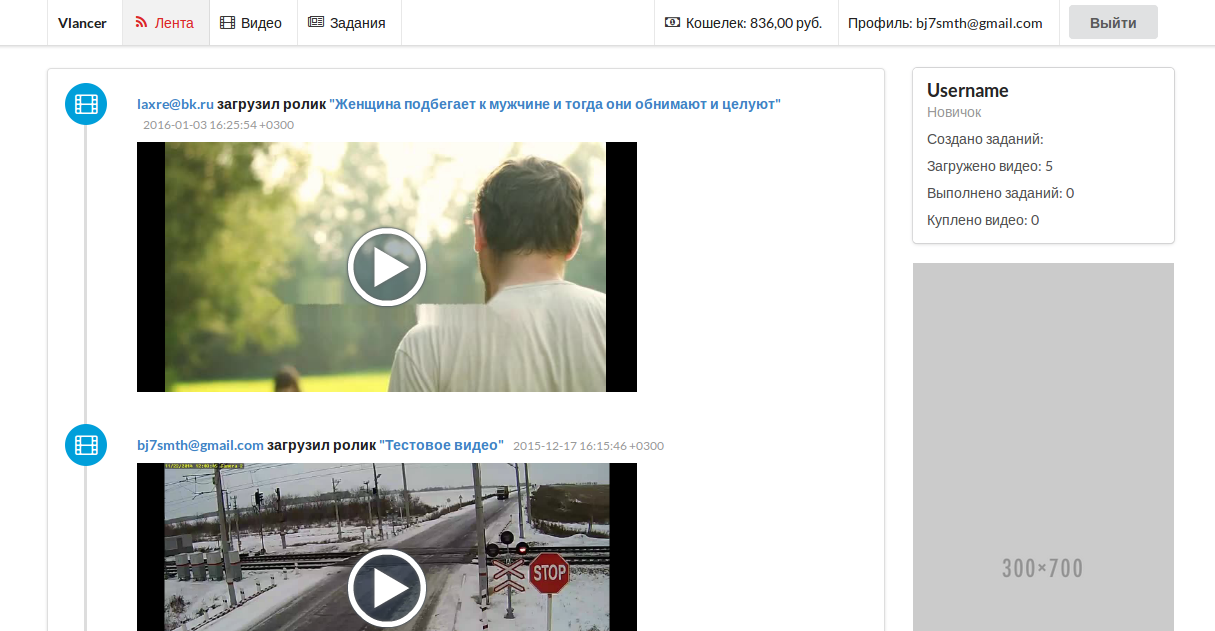 Vlancer
Лента
Видео
Задания
Кошелек: 836,00 руб.
Профиль: bj7smth@gmail.com
Выйти
laxre@bk.ru загрузил ролик "Женщина подбегает к мужчине и тогда они обнимают и целуют"
2016-01-03 16:25:54 +0300
bj7smth@gmail.com загрузил ролик "Тестовое видео" 2015-12-17 16:15:46 +0300
STOP
Username
Новичок
Создано заданий:
Загружено видео: 5
Выполнено заданий: 0
Куплено видео: 0
300×700